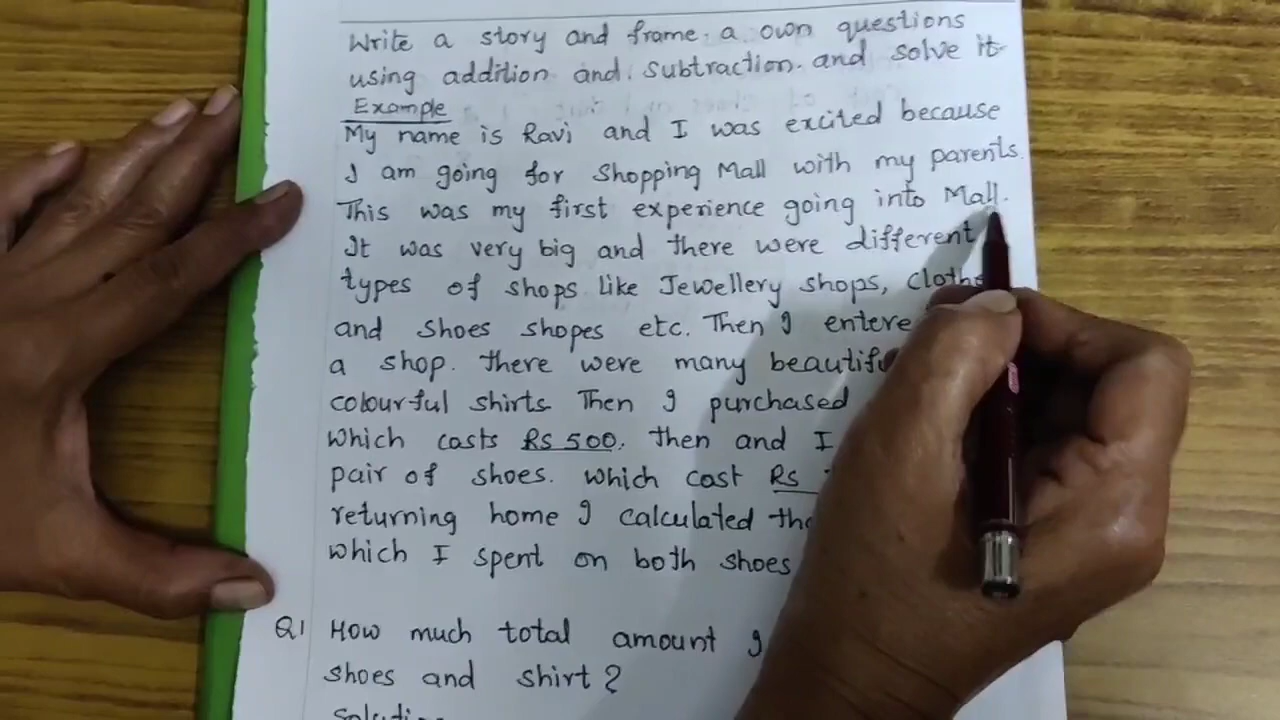 Write a story and frame a own questions
using addition and subtraction. and solve it
Example
My name is Ravi and I was excited because
I am going for Shopping Mall with my parents.
This was my first experience going into Mall.
It was very big and there were different
types of shops like Jewellery shops, cloths
and shoes shopes etc. Then I entere
a shop. there were many beautiful
colourful shirts Then I purchased
which casts RS 500. then and I
pair of shoes. which cost Rs
returning home I calculated the
which I spent on both shoes
Q1 How much total amount I
shoes and shirt?
Solution